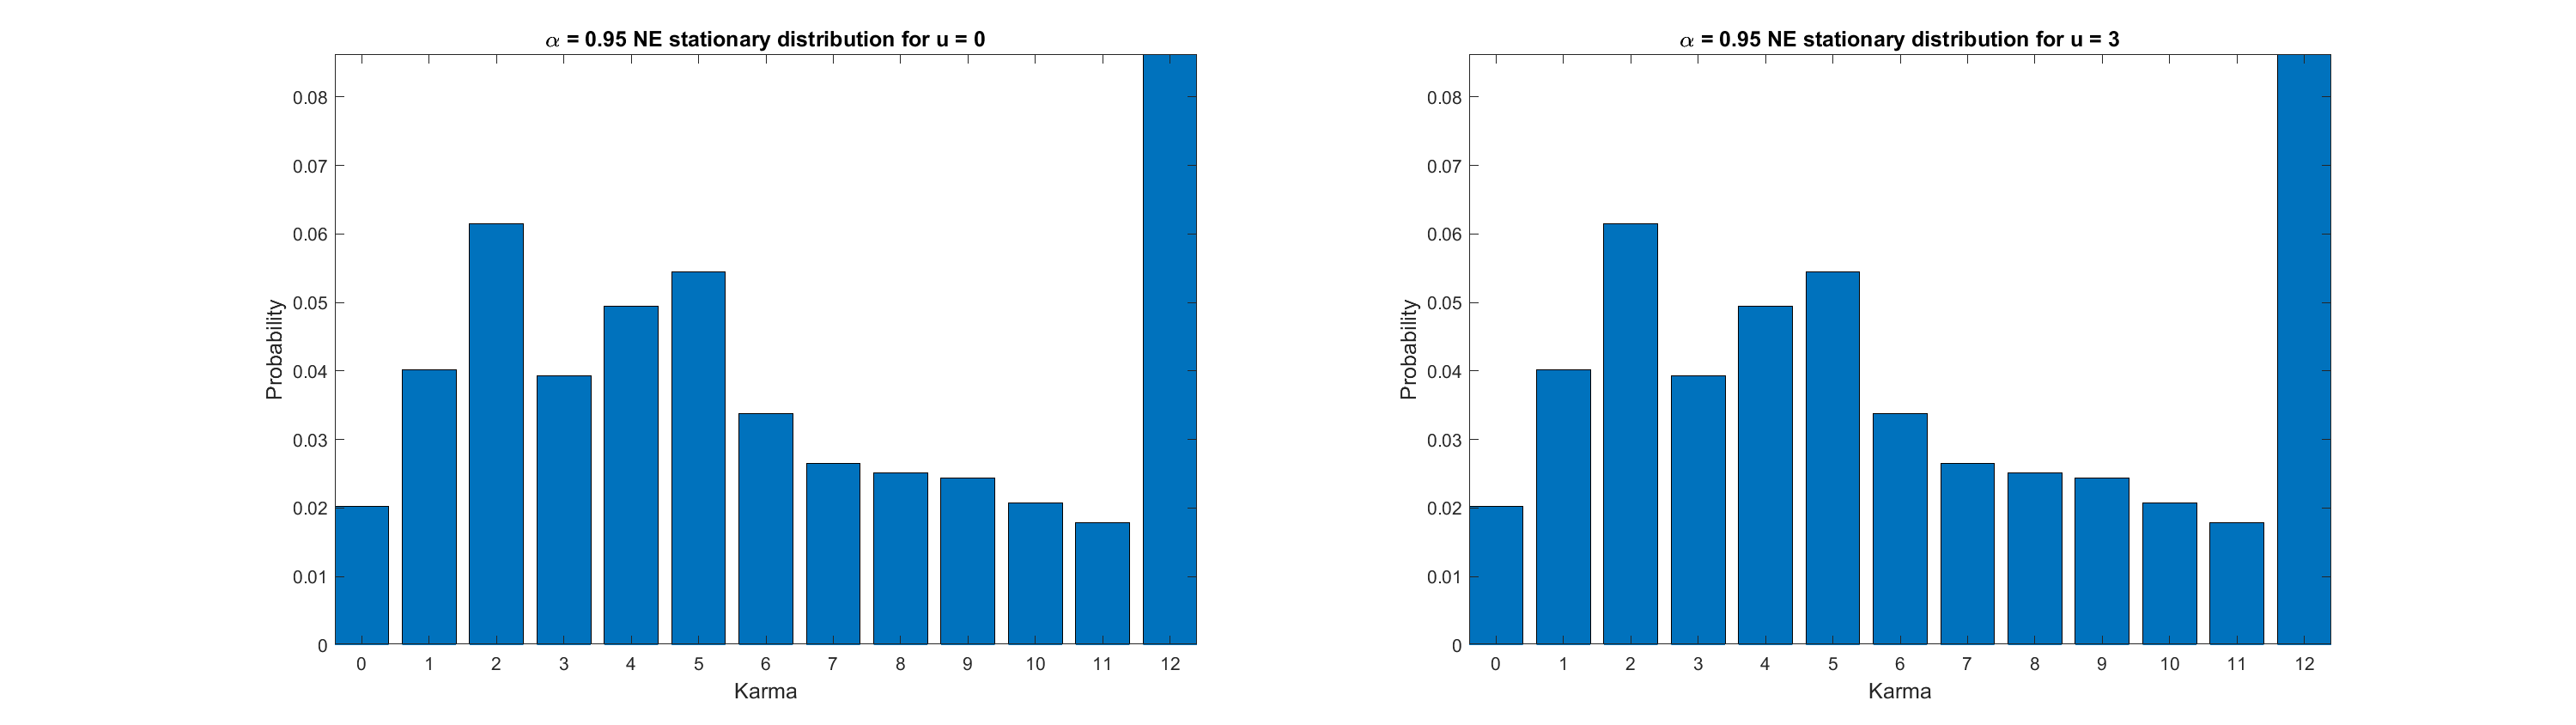 α = 0.95 NE stationary distribution for u = 0
0.08
0.07
0.06
0.05
0.04
0.03
0.02
0.01
0
Probability
0 1 2 3 4 5 6 7 8 9 10 11 12
Karma
α = 0.95 NE stationary distribution for u = 3
0.08
0.07
0.06
0.05
0.04
0.03
0.02
0.01
0
Probability
0 1 2 3 4 5 6 7 8 9 10 11 12
Karma